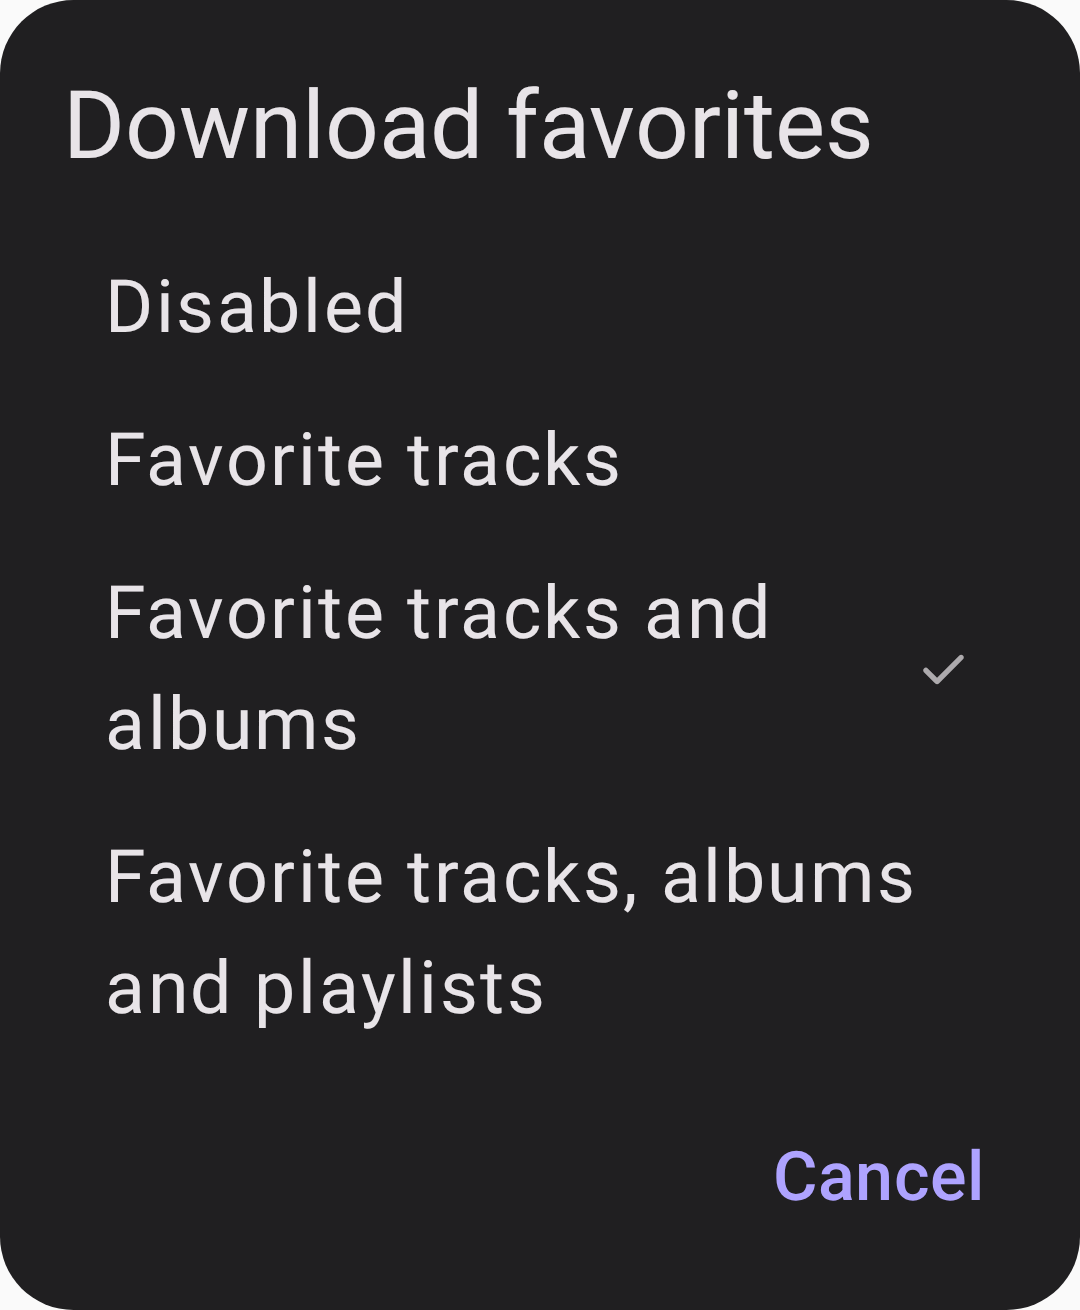 Download favorites
Disabled
Favorite tracks
Favorite tracks and
albums
Favorite tracks, albums
and playlists
Cancel